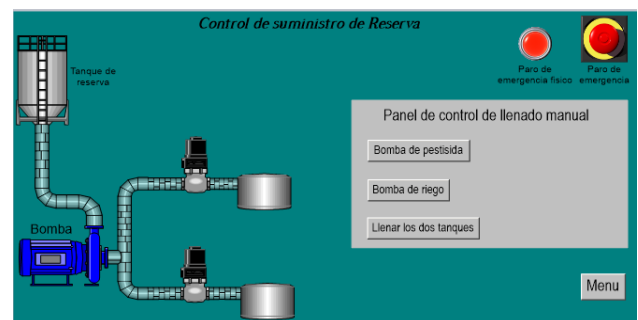 Control de suministro de Reserva
Tanque de
reserva
Paro de
emergencia fisico
Paro de
emergencia
Panel de control de llenado manual
Bomba de pestisida
Bomba de riego
Llenar los dos tanques
Bomba
Menu